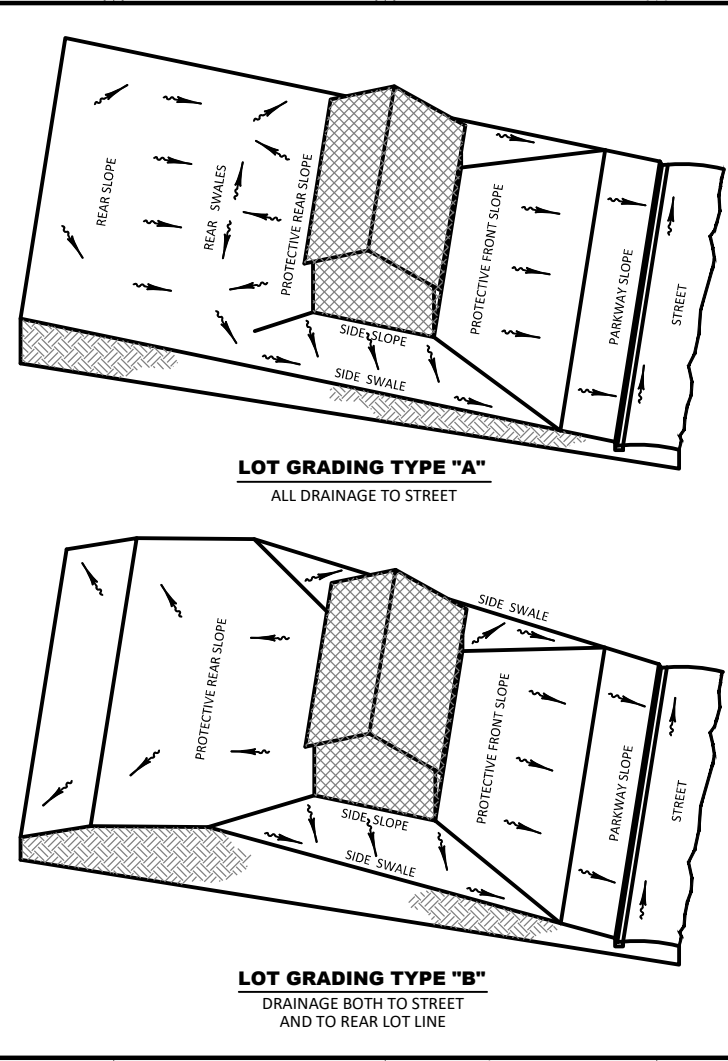 REAR SLOPE
REAR SWALES
PROTECTIVE REAR SLOPE
SIDE SLOPE
SIDE SWALE
PROTECTIVE FRONT SLOPE
PARKWAY SLOPE
STREET
LOT GRADING TYPE "A"
ALL DRAINAGE TO STREET
SIDE SWALE
PROTECTIVE REAR SLOPE
SIDE SLOPE
SIDE SWALE
PROTECTIVE FRONT SLOPE
PARKWAY SLOPE
STREET
LOT GRADING TYPE "B"
DRAINAGE BOTH TO STREET
AND TO REAR LOT LINE